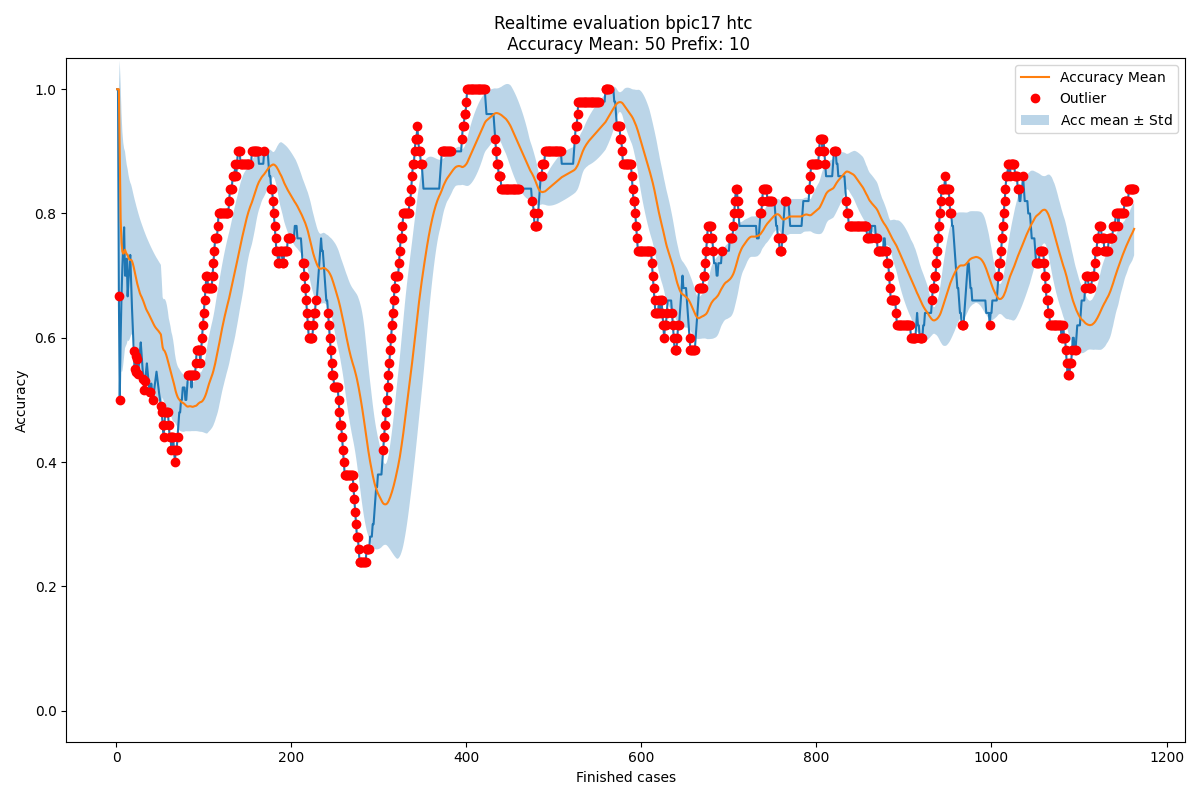 Realtime evaluation bpic17 htc
Accuracy Mean: 50 Prefix: 10
Accuracy Mean
Outlier
Acc mean ± Std
1.0
0.8
0.6
0.4
0.2
0.0
Accuracy
0 200 400 600 800 1000 1200
Finished cases